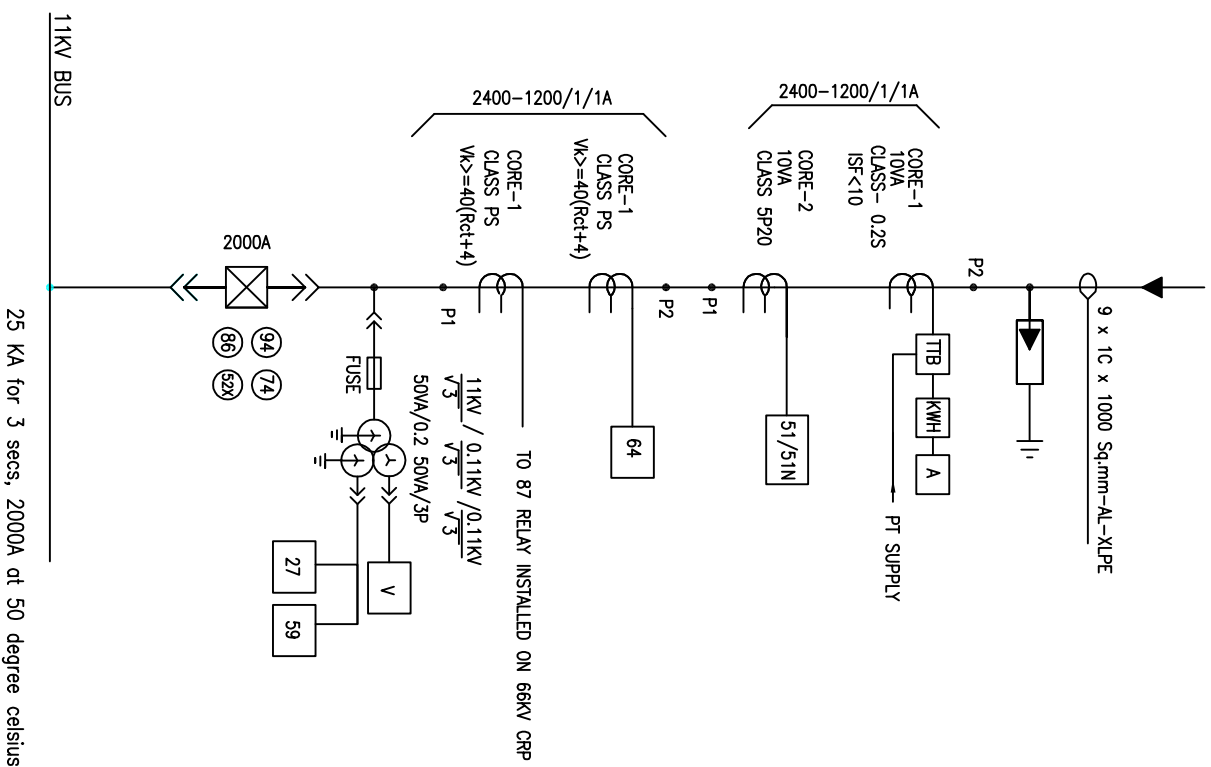 11KV BUS
2400-1200/1/1A
2400-1200/1/1A
CORE-1
CLASS PS
Vk>=40(Rct+4)
CORE-1
CLASS PS
Vk>=40(Rct+4)
CORE-2
10VA
CLASS 5P20
CORE-1
10VA
CLASS- 0.2S
ISF<10
2000A
P1
P2
P1
P2
9 x 1C x 1000 Sq.mm-AL-XLPE
94
86
74
52X
FUSE
TTB
KWH
A
PT SUPPLY
51/51N
64
TO 87 RELAY INSTALLED ON 66KV CRP
11KV / 0.11KV /0.11KV
√3 √3 √3
50VA/0.2 50VA/3P
V
27
59
25 KA for 3 secs, 2000A at 50 degree celsius